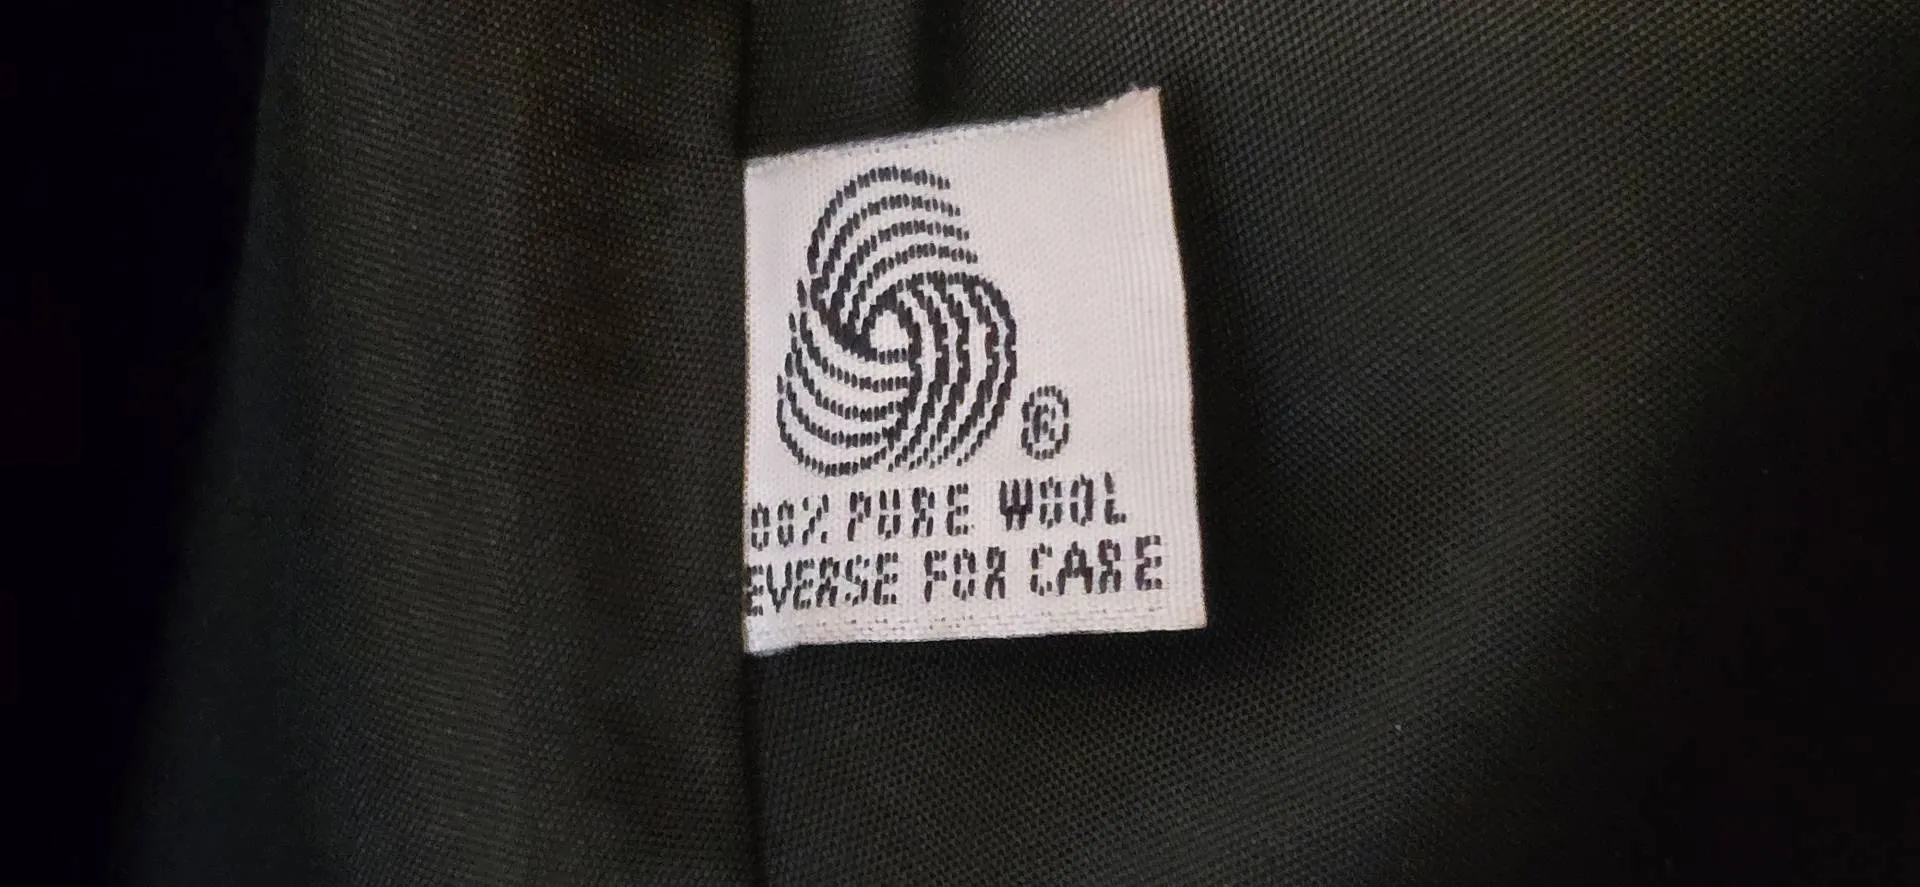 ®
00% PURE WOOL
EVERSE FOR CARE